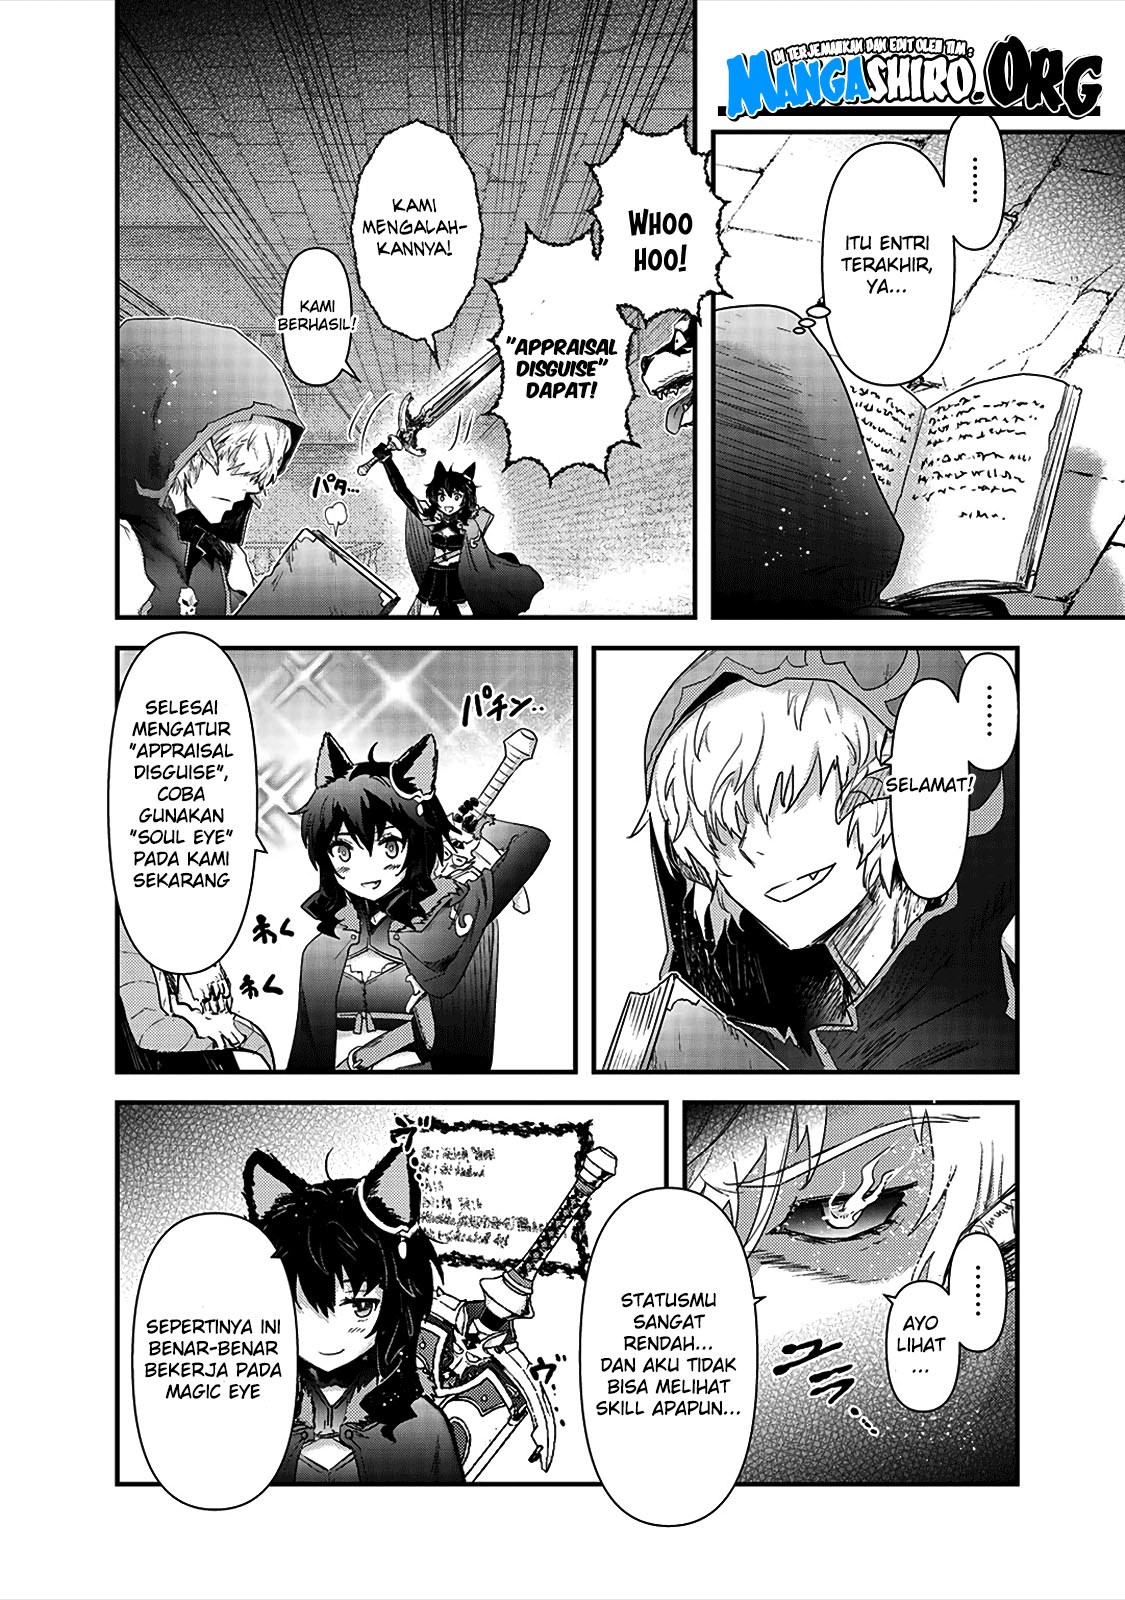 DI TERJEMAHKAN DAN EDIT OLEH TIM :
MANGASHIRO.ORG
......
ITU ENTRI
TERAKHIR,
YA...
WHOO
HOO!
"APPRAISAL
DISGUISE"
DAPAT!
KAMI
MENGALAH-
KANNYA!
KAMI
BERHASIL!
パタ...
......
SELAMAT!
パチン..
SELESAI
MENGATUR
"APPRAISAL
DISGUISE",
COBA
GUNAKAN
"SOUL EYE"
PADA KAMI
SEKARANG
......
AYO
LIHAT
...
STATUSMU
SANGAT
RENDAH...
DAN AKU TIDAK
BISA MELIHAT
SKILL APAPUN...
ヴ..
SEPERTINYA INI
BENAR-BENAR
BEKERJA PADA
MAGIC EYE